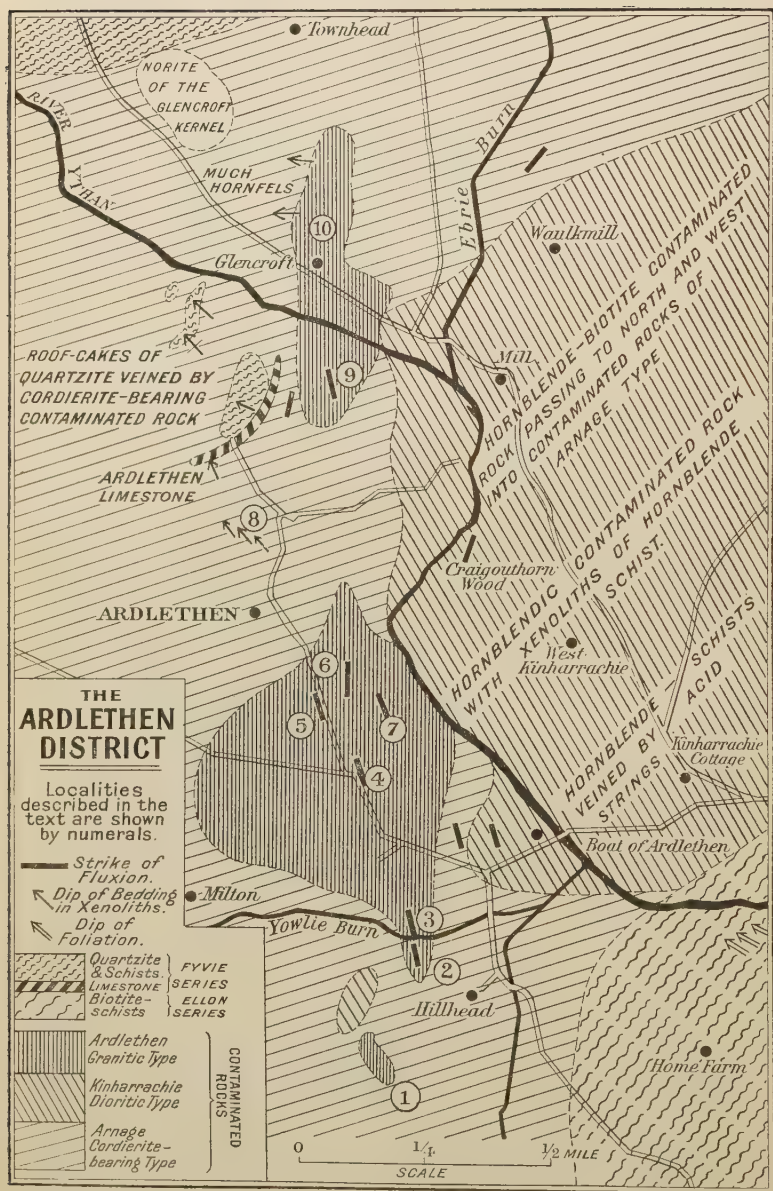 Townhead
NORITE
OF THE
GLENCROFT
KERNEL
RIVER
YTHAN
MUCH
HORNFELS
Ebrie Burn
10
Glencroft
Waulkmill
HORNBLENDE-BIOTITE CONTAMINATED
ROCK PASSING TO NORTH AND WEST
INTO CONTAMINATED ROCKS OF
ARNAGE TYPE
Mill
ROOF-CAKES OF
QUARTZITE VEINED BY
CORDIERITE-BEARING
CONTAMINATED ROCK
9
ARDLETHEN
LIMESTONE
8
Craigouthorn
Wood
HORNBLENDIC CONTAMINATED ROCK
WITH XENOLITHS OF HORNBLENDE
SCHIST.
ARDLETHEN
West
Kinharrachie
6
5
7
4
HORNBLENDE SCHISTS
VEINED BY ACID
STRINGS
Kinharrachie
Cottage
Boat of Ardlethen
Milton
Yowlie Burn
3
2
Hillhead
1
Home Farm
THE
ARDLETHEN
DISTRICT
Localities
described in the
text are shown
by numerals.
Strike of
Fluxion.
Dip of Bedding
in Xenoliths.
Dip of
Foliation.
Quartzite
& Schists.
LIMESTONE
FYVIE
SERIES
Biotite-
schists
ELLON
SERIES
Ardlethen
Granitic Type
Kinharrachie
Dioritic Type
Arnage
Cordierite-
bearing Type
CONTAMINATED
ROCKS
0 1/4 1/2 MILE
SCALE